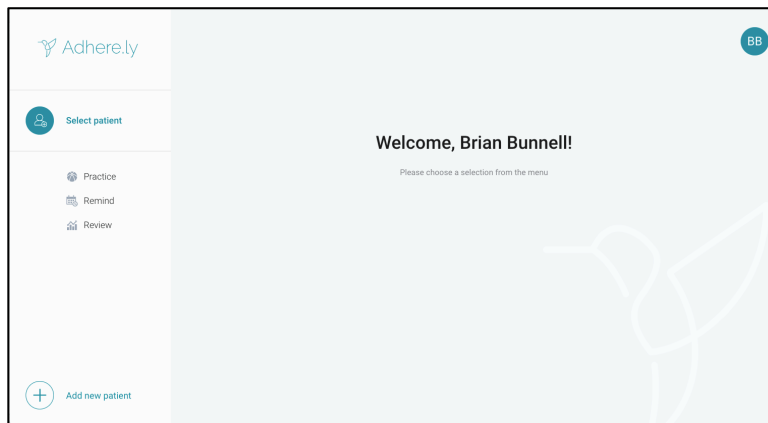 Adhere.ly
BB
Select patient
Welcome, Brian Bunnell!
Please choose a selection from the menu
Practice
Remind
Review
Add new patient